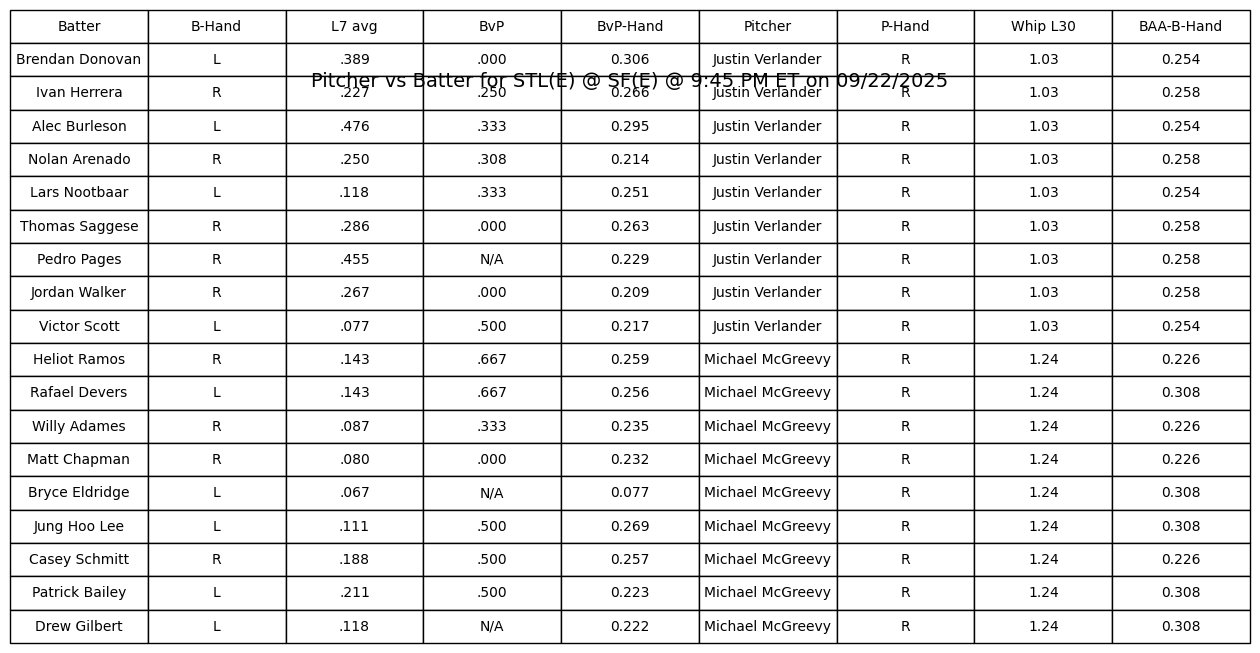 Batter B-Hand L7 avg BvP BvP-Hand Pitcher P-Hand Whip L30 BAA-B-Hand
Brendan Donovan L .389 .000 0.306 Justin Verlander R 1.03 0.254
Pitcher vs Batter for STL(E) @ SF(E) @ 9:45 PM ET on 09/22/2025
Ivan Herrera R .227 .250 0.266 Justin Verlander R 1.03 0.258
Alec Burleson L .476 .333 0.295 Justin Verlander R 1.03 0.254
Nolan Arenado R .250 .308 0.214 Justin Verlander R 1.03 0.258
Lars Nootbaar L .118 .333 0.251 Justin Verlander R 1.03 0.254
Thomas Saggese R .286 .000 0.263 Justin Verlander R 1.03 0.258
Pedro Pages R .455 N/A 0.229 Justin Verlander R 1.03 0.258
Jordan Walker R .267 .000 0.209 Justin Verlander R 1.03 0.258
Victor Scott L .077 .500 0.217 Justin Verlander R 1.03 0.254
Heliot Ramos R .143 .667 0.259 Michael McGreevy R 1.24 0.226
Rafael Devers L .143 .667 0.256 Michael McGreevy R 1.24 0.308
Willy Adames R .087 .333 0.235 Michael McGreevy R 1.24 0.226
Matt Chapman R .080 .000 0.232 Michael McGreevy R 1.24 0.226
Bryce Eldridge L .067 N/A 0.077 Michael McGreevy R 1.24 0.308
Jung Hoo Lee L .111 .500 0.269 Michael McGreevy R 1.24 0.308
Casey Schmitt R .188 .500 0.257 Michael McGreevy R 1.24 0.226
Patrick Bailey L .211 .500 0.223 Michael McGreevy R 1.24 0.308
Drew Gilbert L .118 N/A 0.222 Michael McGreevy R 1.24 0.308